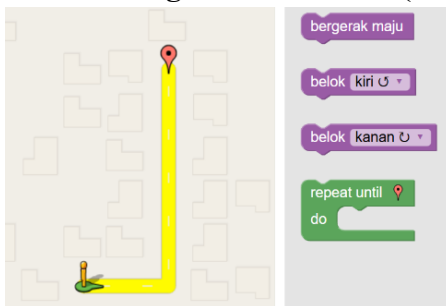 bergerak maju
belok kiri ↺ ▾
belok kanan ↻ ▾
repeat until
do